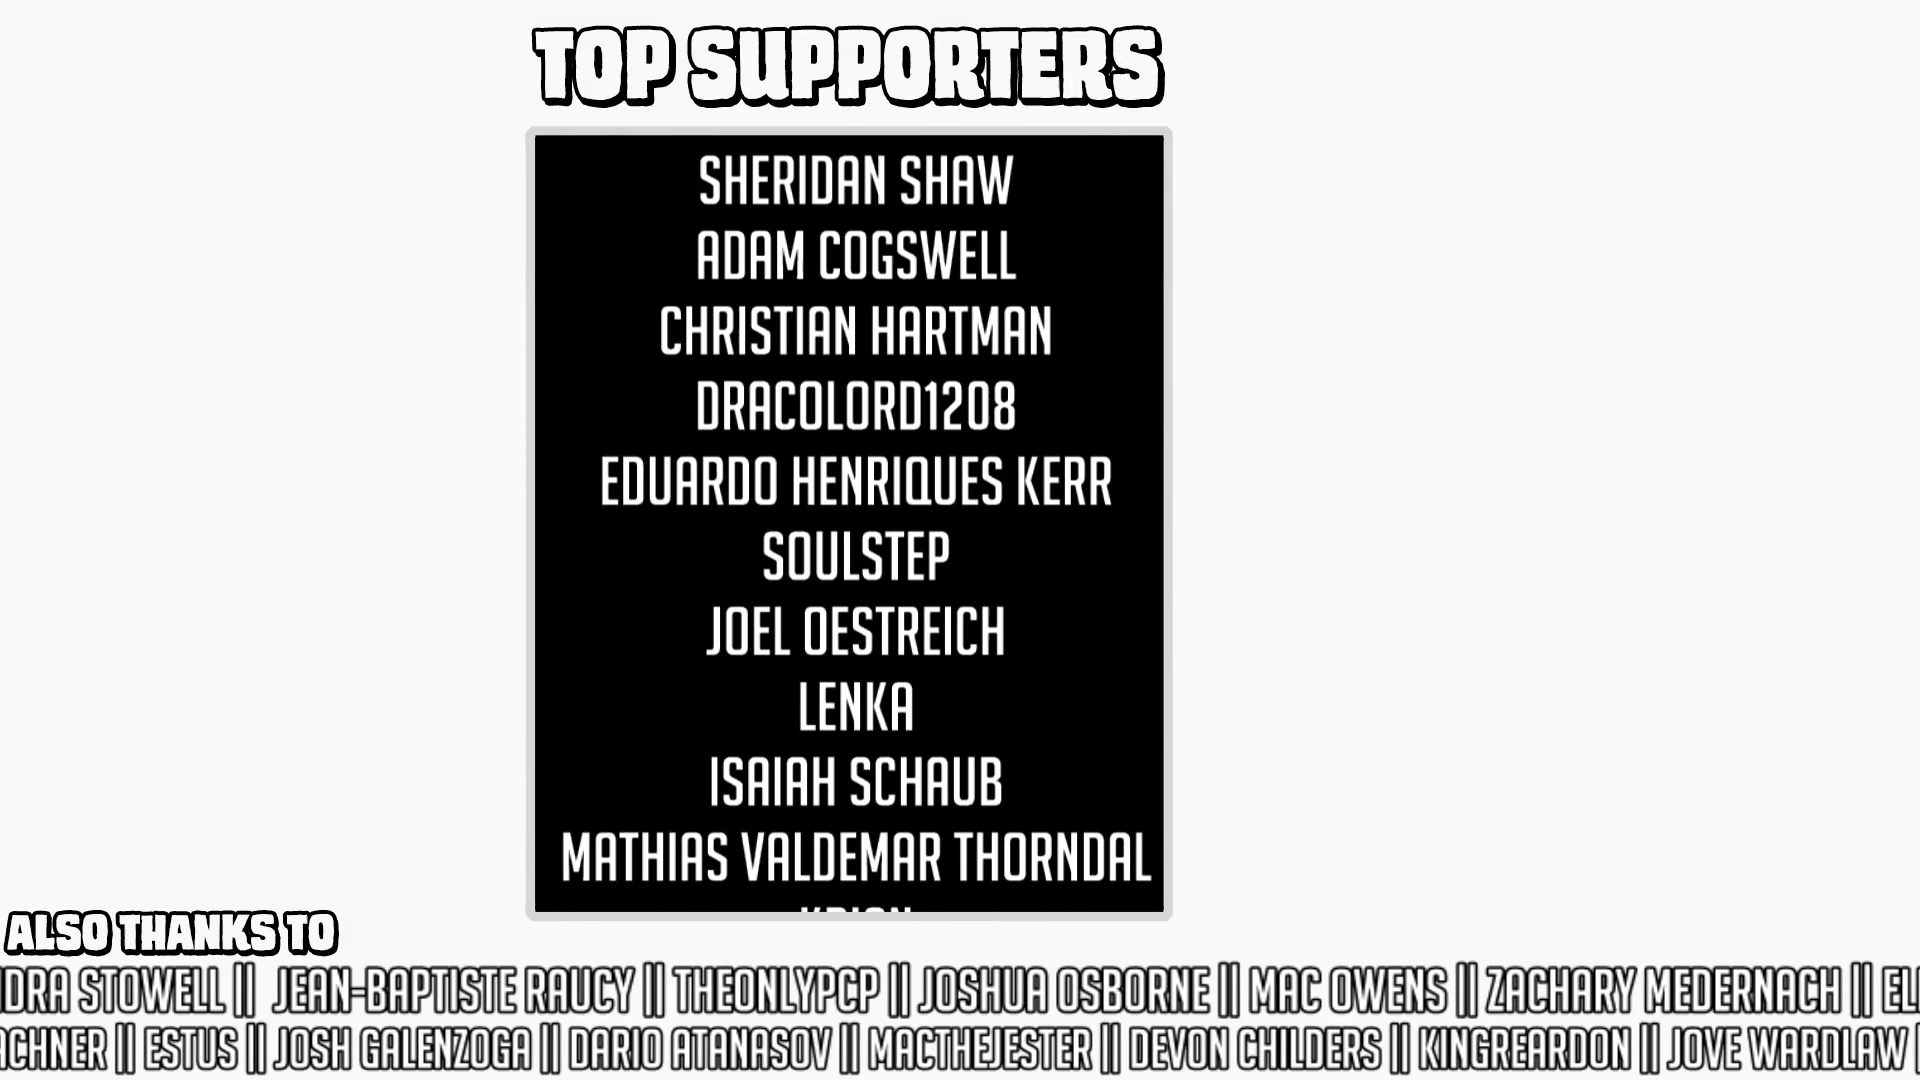 TOP SUPPORTERS
SHERIDAN SHAW
ADAM COGSWELL
CHRISTIAN HARTMAN
DRACOLORD1208
EDUARDO HENRIQUES KERR
SOULSTEP
JOEL OESTREICH
LENKA
ISAIAH SCHAUB
MATHIAS VALDEMAR THORNDAL
ALSO THANKS TO
STOWELL || JEAN-BAPTISTE RAUCY || THEONLYPCP || JOSHUA OSBORNE || MAC OWENS || ZACHARY MEDERNACH ||
|| ESTUS || JOSH GALENZOGA || DARIO ATANASOV || MACTHEJESTER || DEVON CHILDERS || KINGREARDON || JOVE WARDLAW